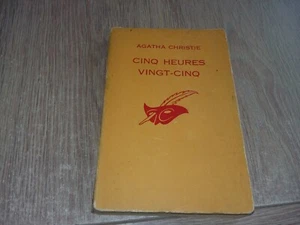 AGATHA CHRISTIE
CINQ HEURES
VINGT-CINQ